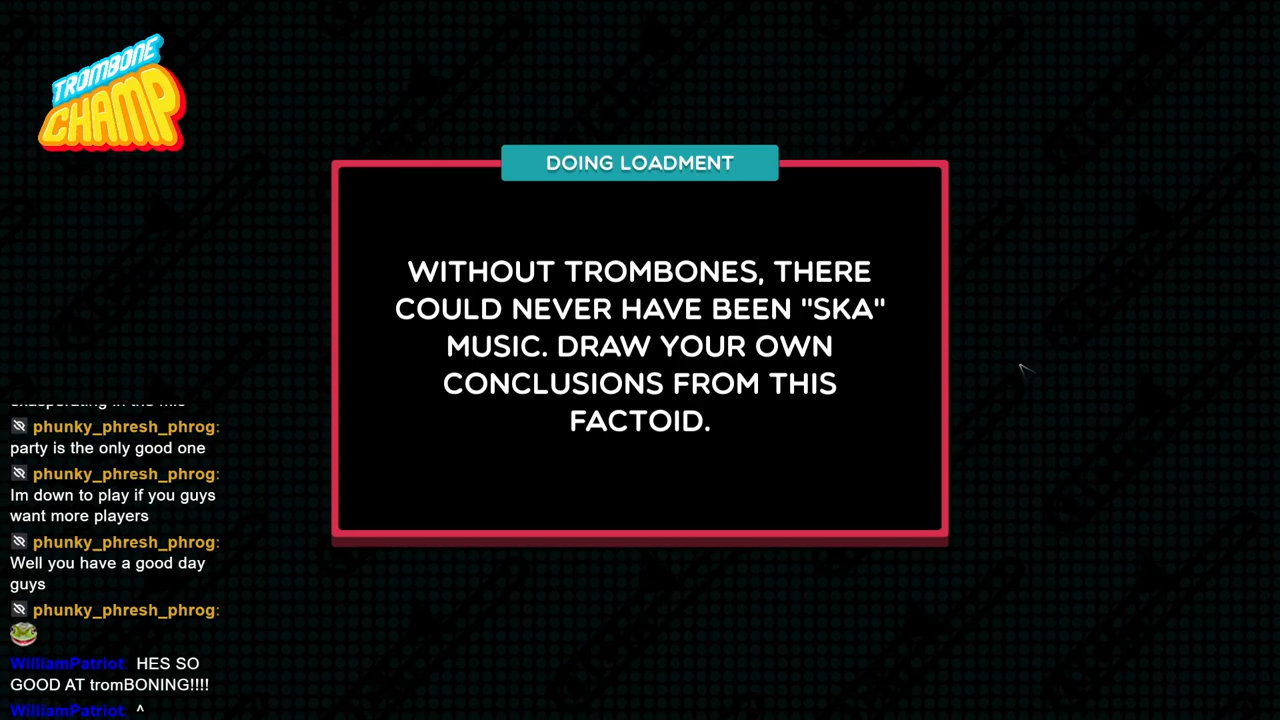 TROMBONE
CHAMP
DOING LOADMENT
WITHOUT TROMBONES, THERE
COULD NEVER HAVE BEEN "SKA"
MUSIC. DRAW YOUR OWN
CONCLUSIONS FROM THIS
FACTOID.
phunky_phresh_phrog:
party is the only good one
phunky_phresh_phrog:
Im down to play if you guys
want more players
phunky_phresh_phrog:
Well you have a good day
guys
phunky_phresh_phrog:
WilliamPatriot: HES SO
GOOD AT tromBONING!!!!
WilliamPatriot: ^